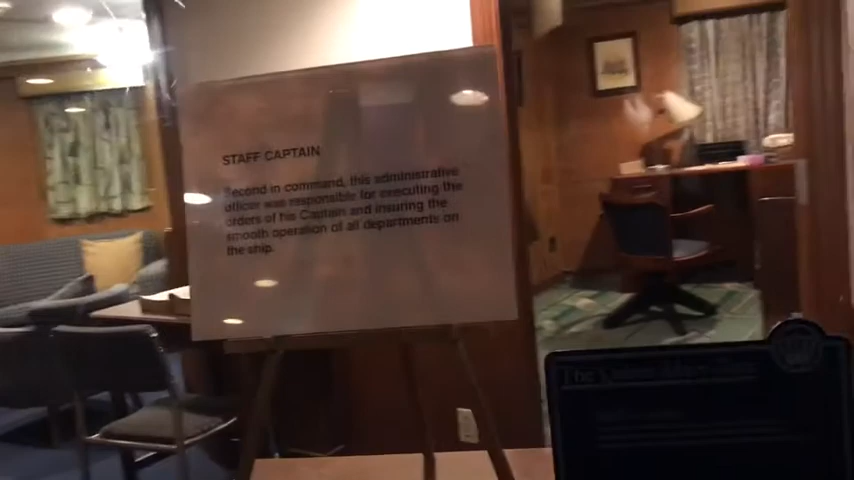 STAFF CAPTAIN
Second in command, this administrative
officer was responsible for executing the
orders of his Captain and insuring the
smooth operation of all departments on
the ship.
The